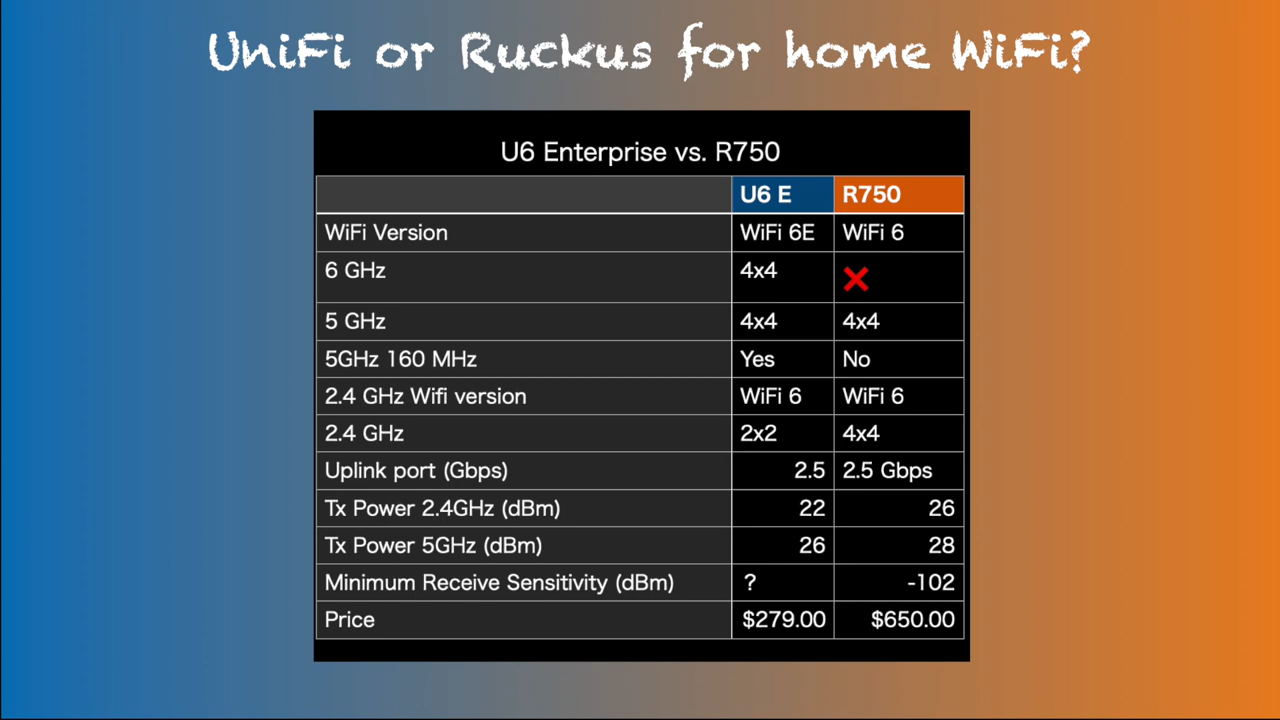 UniFi or Ruckus for home WiFi?
U6 Enterprise vs. R750
U6 E R750
WiFi Version WiFi 6E WiFi 6
6 GHz 4x4 ❌
5 GHz 4x4 4x4
5GHz 160 MHz Yes No
2.4 GHz Wifi version WiFi 6 WiFi 6
2.4 GHz 2x2 4x4
Uplink port (Gbps) 2.5 2.5 Gbps
Tx Power 2.4GHz (dBm) 22 26
Tx Power 5GHz (dBm) 26 28
Minimum Receive Sensitivity (dBm) ? -102
Price $279.00 $650.00